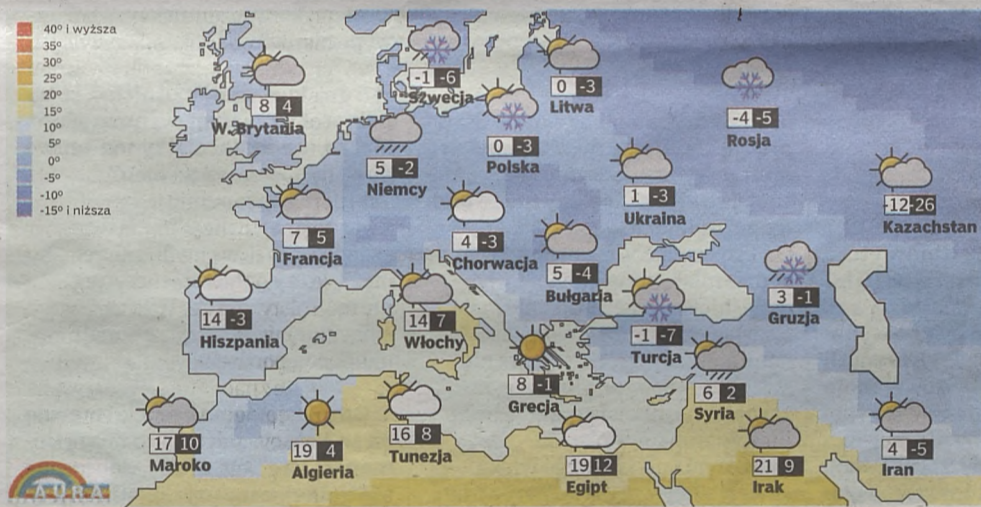 40° i wyższa
35°
30°
25°
20°
15°
10°
5°
0°
-5°
-10°
-15° i niższa
8 4
W. Brytania
-1 -6
Szwecja
0 -3
Litwa
-4 -5
Rosja
5 -2
Niemcy
0 -3
Polska
1 -3
Ukraina
-12 -26
Kazachstan
7 5
Francja
4 -3
Chorwacja
5 -4
Bułgaria
3 -1
Gruzja
14 -3
Hiszpania
14 7
Włochy
-1 -7
Turcja
8 -1
Grecja
6 2
Syria
17 10
Maroko
19 4
Algieria
16 8
Tunezja
19 12
Egipt
21 9
Irak
4 -5
Iran
AURA